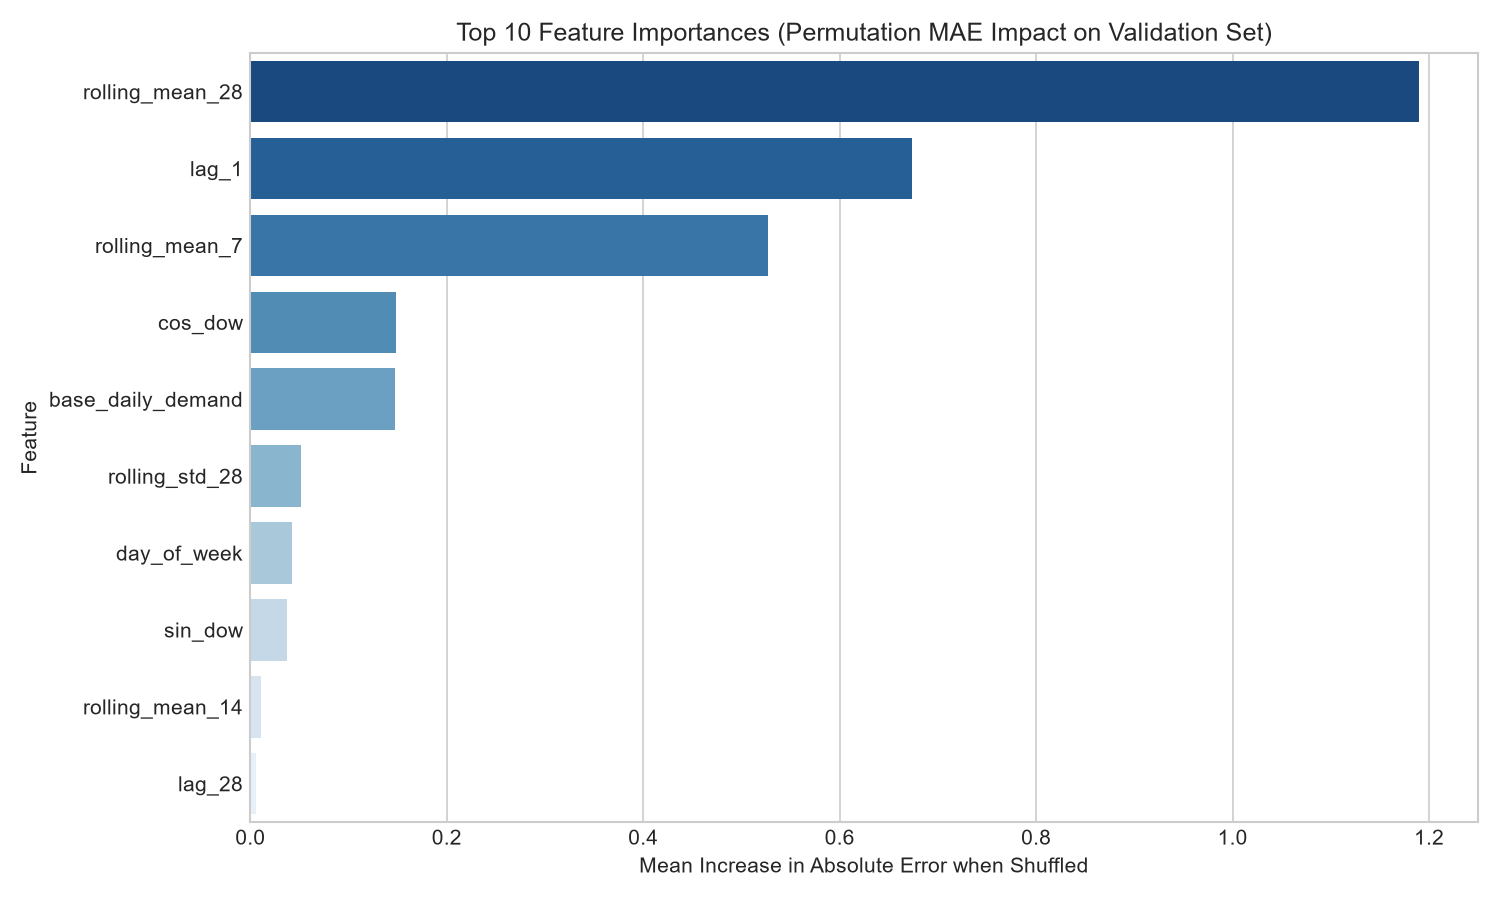 Top 10 Feature Importances (Permutation MAE Impact on Validation Set)
Feature
rolling_mean_28
lag_1
rolling_mean_7
cos_dow
base_daily_demand
rolling_std_28
day_of_week
sin_dow
rolling_mean_14
lag_28
0.0 0.2 0.4 0.6 0.8 1.0 1.2
Mean Increase in Absolute Error when Shuffled